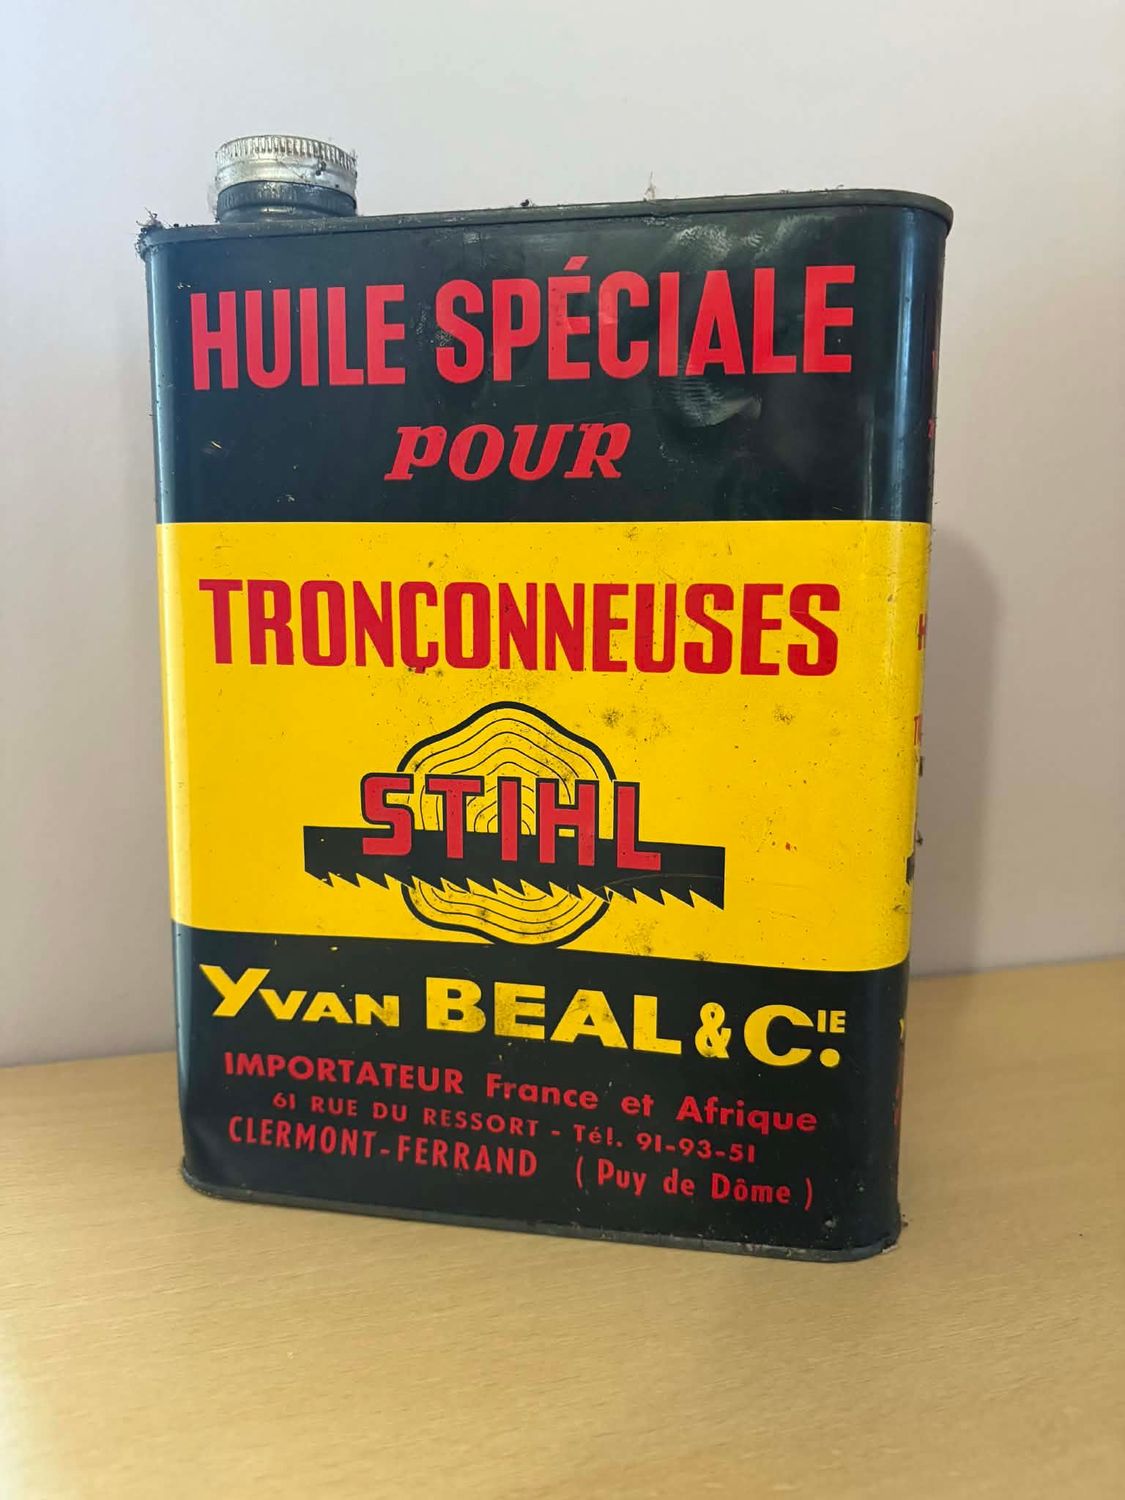 HUILE SPÉCIALE
POUR
TRONÇONNEUSES
STIHL
YVAN BEAL & CIE.
IMPORTATEUR France et Afrique
61 RUE DU RESSORT - Tél. 91-93-51
CLERMONT-FERRAND (Puy de Dôme)